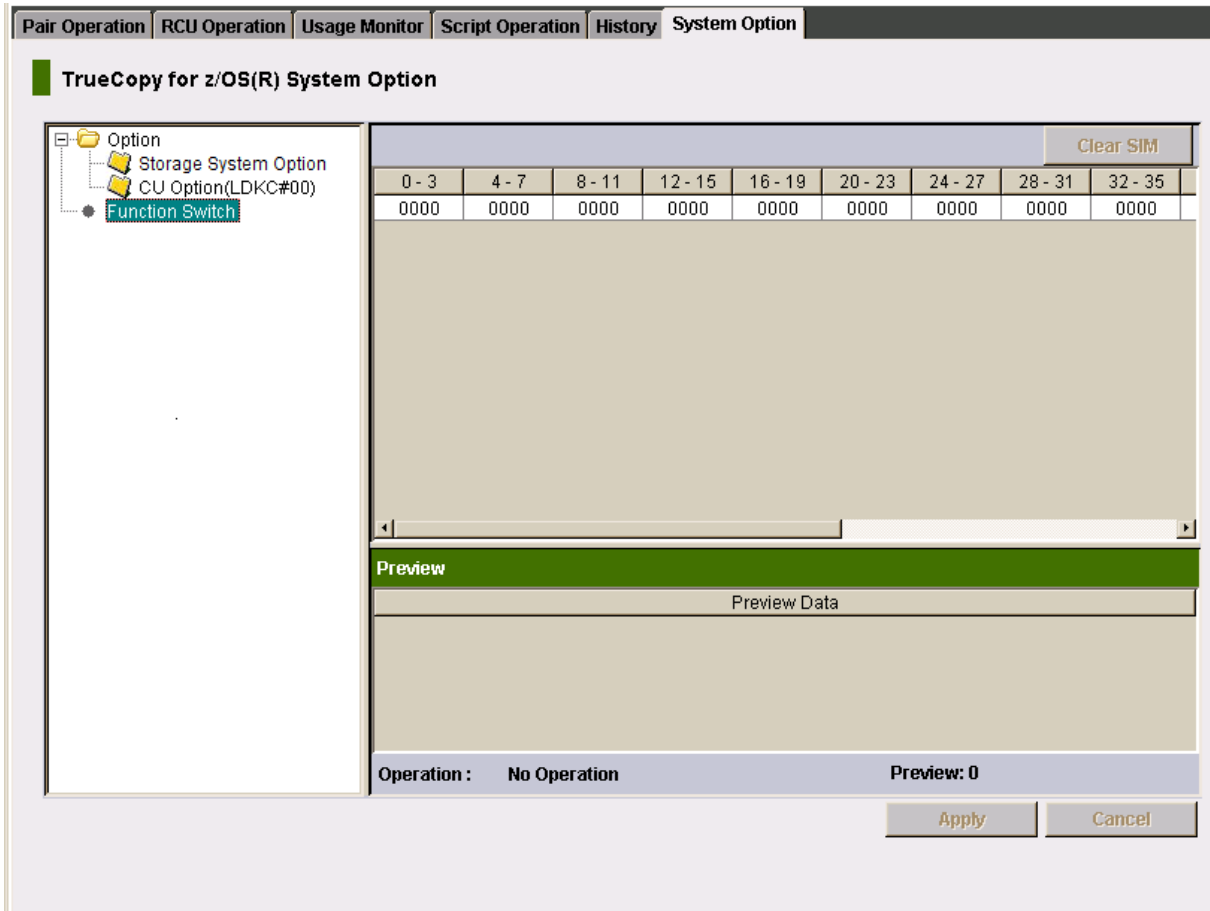 Pair Operation RCU Operation Usage Monitor Script Operation History System Option
TrueCopy for z/OS(R) System Option
Option
Storage System Option
CU Option(LDKC#00)
Function Switch
Clear SIM
0 - 3 4 - 7 8 - 11 12 - 15 16 - 19 20 - 23 24 - 27 28 - 31 32 - 35
0000 0000 0000 0000 0000 0000 0000 0000 0000
Preview
Preview Data
Operation : No Operation Preview: 0
Apply Cancel